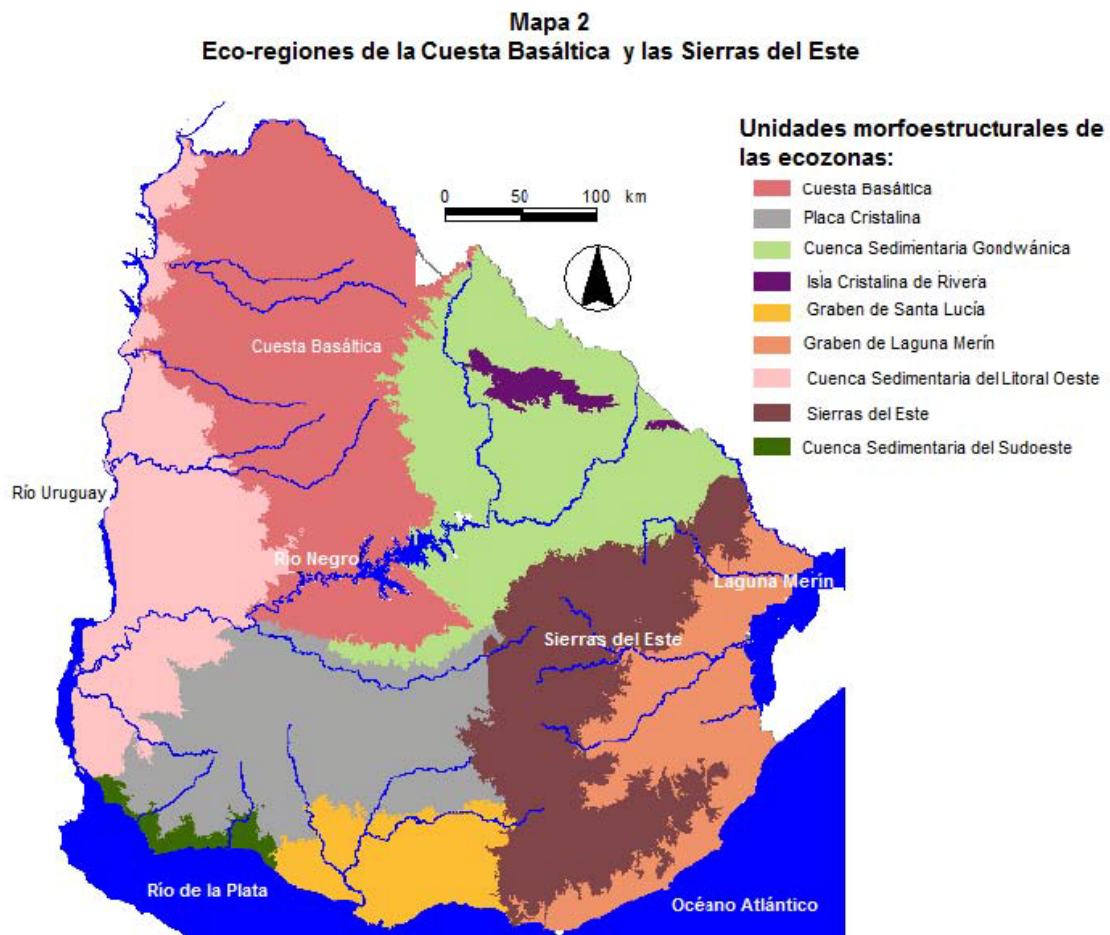 Mapa 2
Eco-regiones de la Cuesta Basáltica y las Sierras del Este
Unidades morfoestructurales de
las ecozonas:
Cuesta Basáltica
Placa Cristalina
Cuenca Sedimentaria Gondwánica
Isla Cristalina de Rivera
Graben de Santa Lucía
Graben de Laguna Merín
Cuenca Sedimentaria del Litoral Oeste
Sierras del Este
Cuenca Sedimentaria del Sudoeste
0 50 100 km
Cuesta Basáltica
Río Uruguay
Río Negro
Laguna Merín
Sierras del Este
Río de la Plata
Océano Atlántico